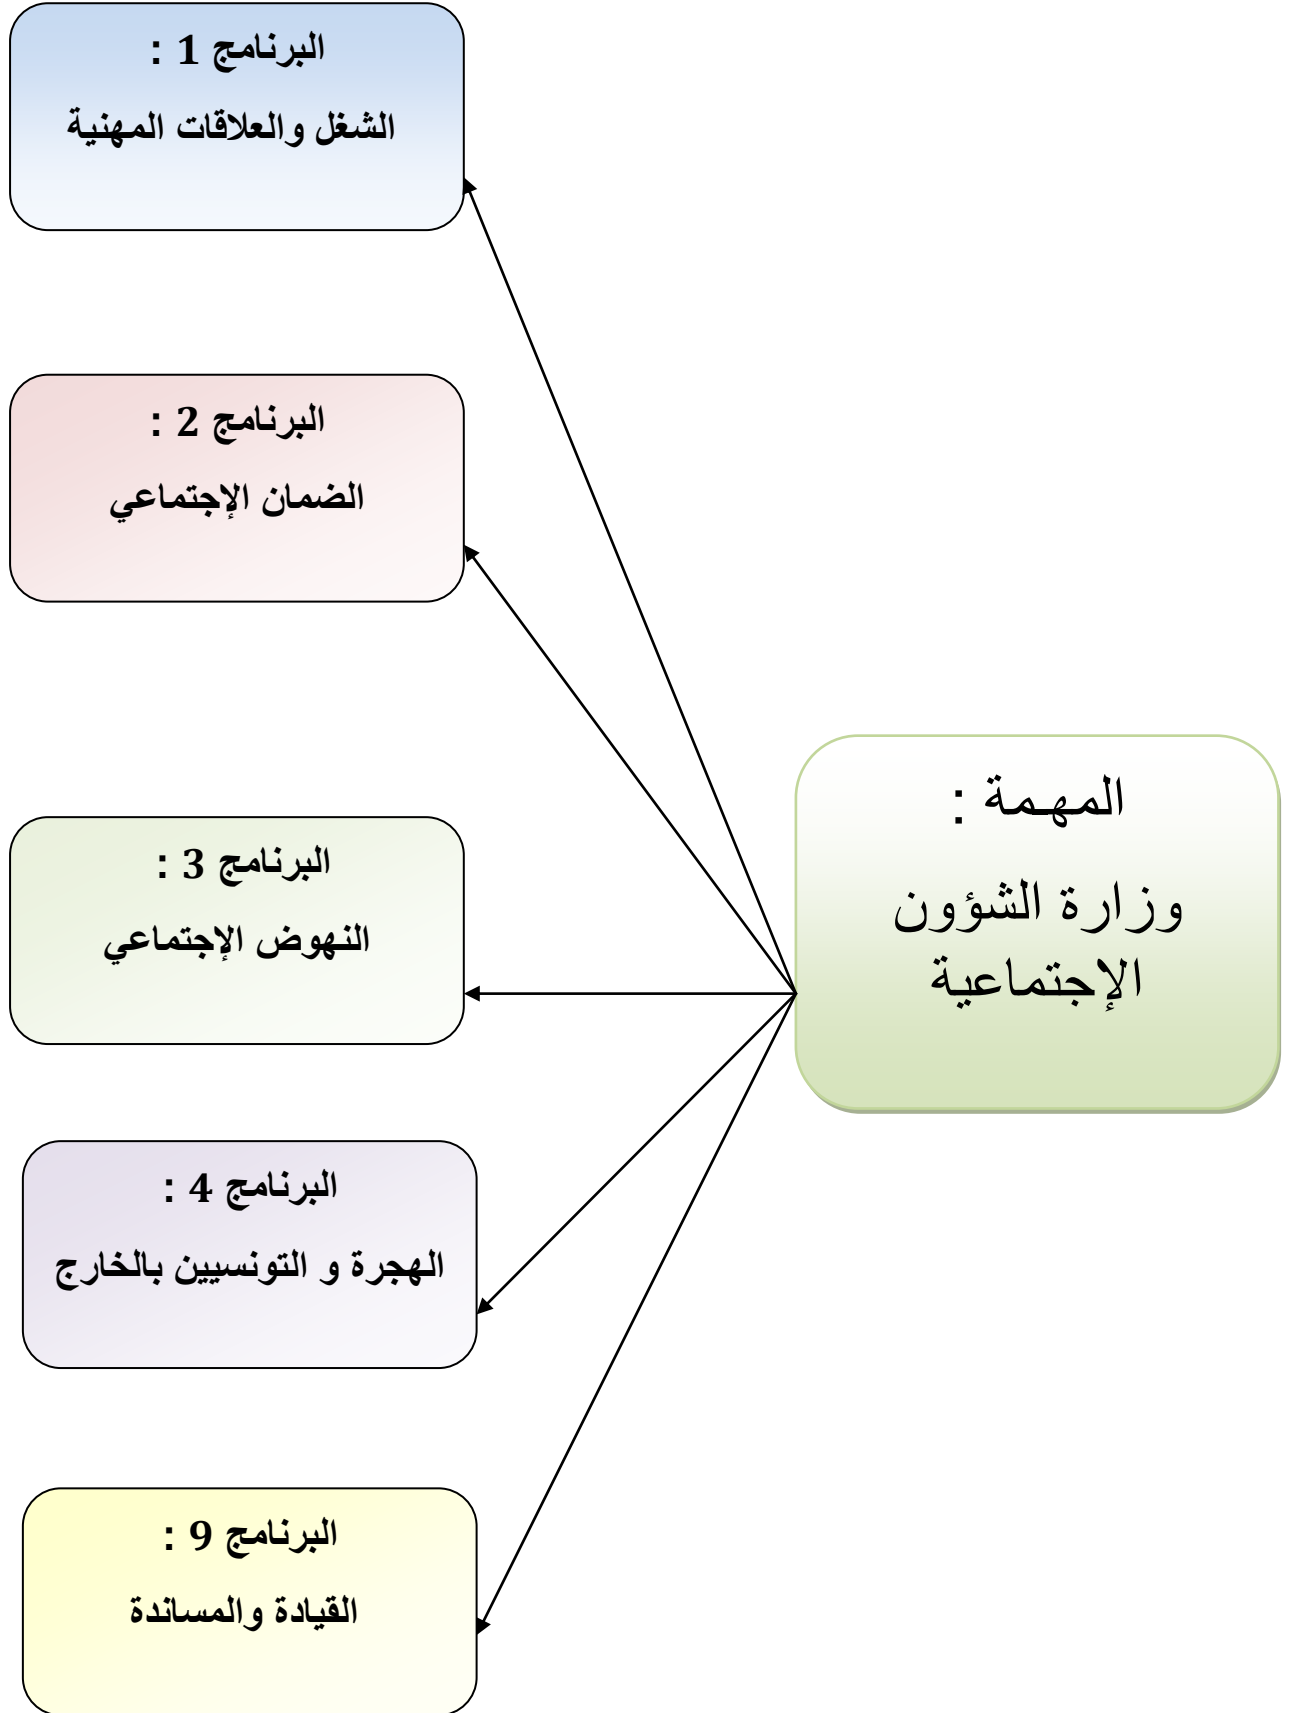 البرنامج 1 :
الشغل والعلاقات المهنية
البرنامج 2 :
الضمان الإجتماعي
المهمة :
وزارة الشؤون
الإجتماعية
البرنامج 3 :
النهوض الإجتماعي
البرنامج 4 :
الهجرة و التونسيين بالخارج
البرنامج 9 :
القيادة والمساندة